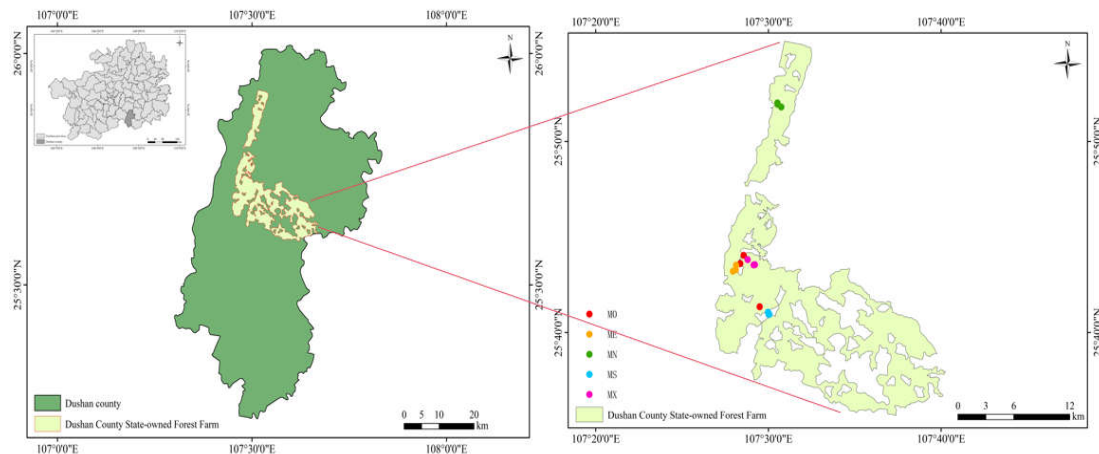 107°0'0"E
107°30'0"E
108°0'0"E
26°0'0"N
25°30'0"N
N
Dushan county
Dushan County State-owned Forest Farm
0 5 10 20
km
26°0'0"N
25°30'0"N
107°0'0"E
107°30'0"E
108°0'0"E
107°20'0"E
107°30'0"E
107°40'0"E
25°50'0"N
25°40'0"N
N
MO
ME
MN
MS
MX
Dushan County State-owned Forest Farm
0 3 6 12
km
25°50'0"N
25°40'0"N
107°20'0"E
107°30'0"E
107°40'0"E